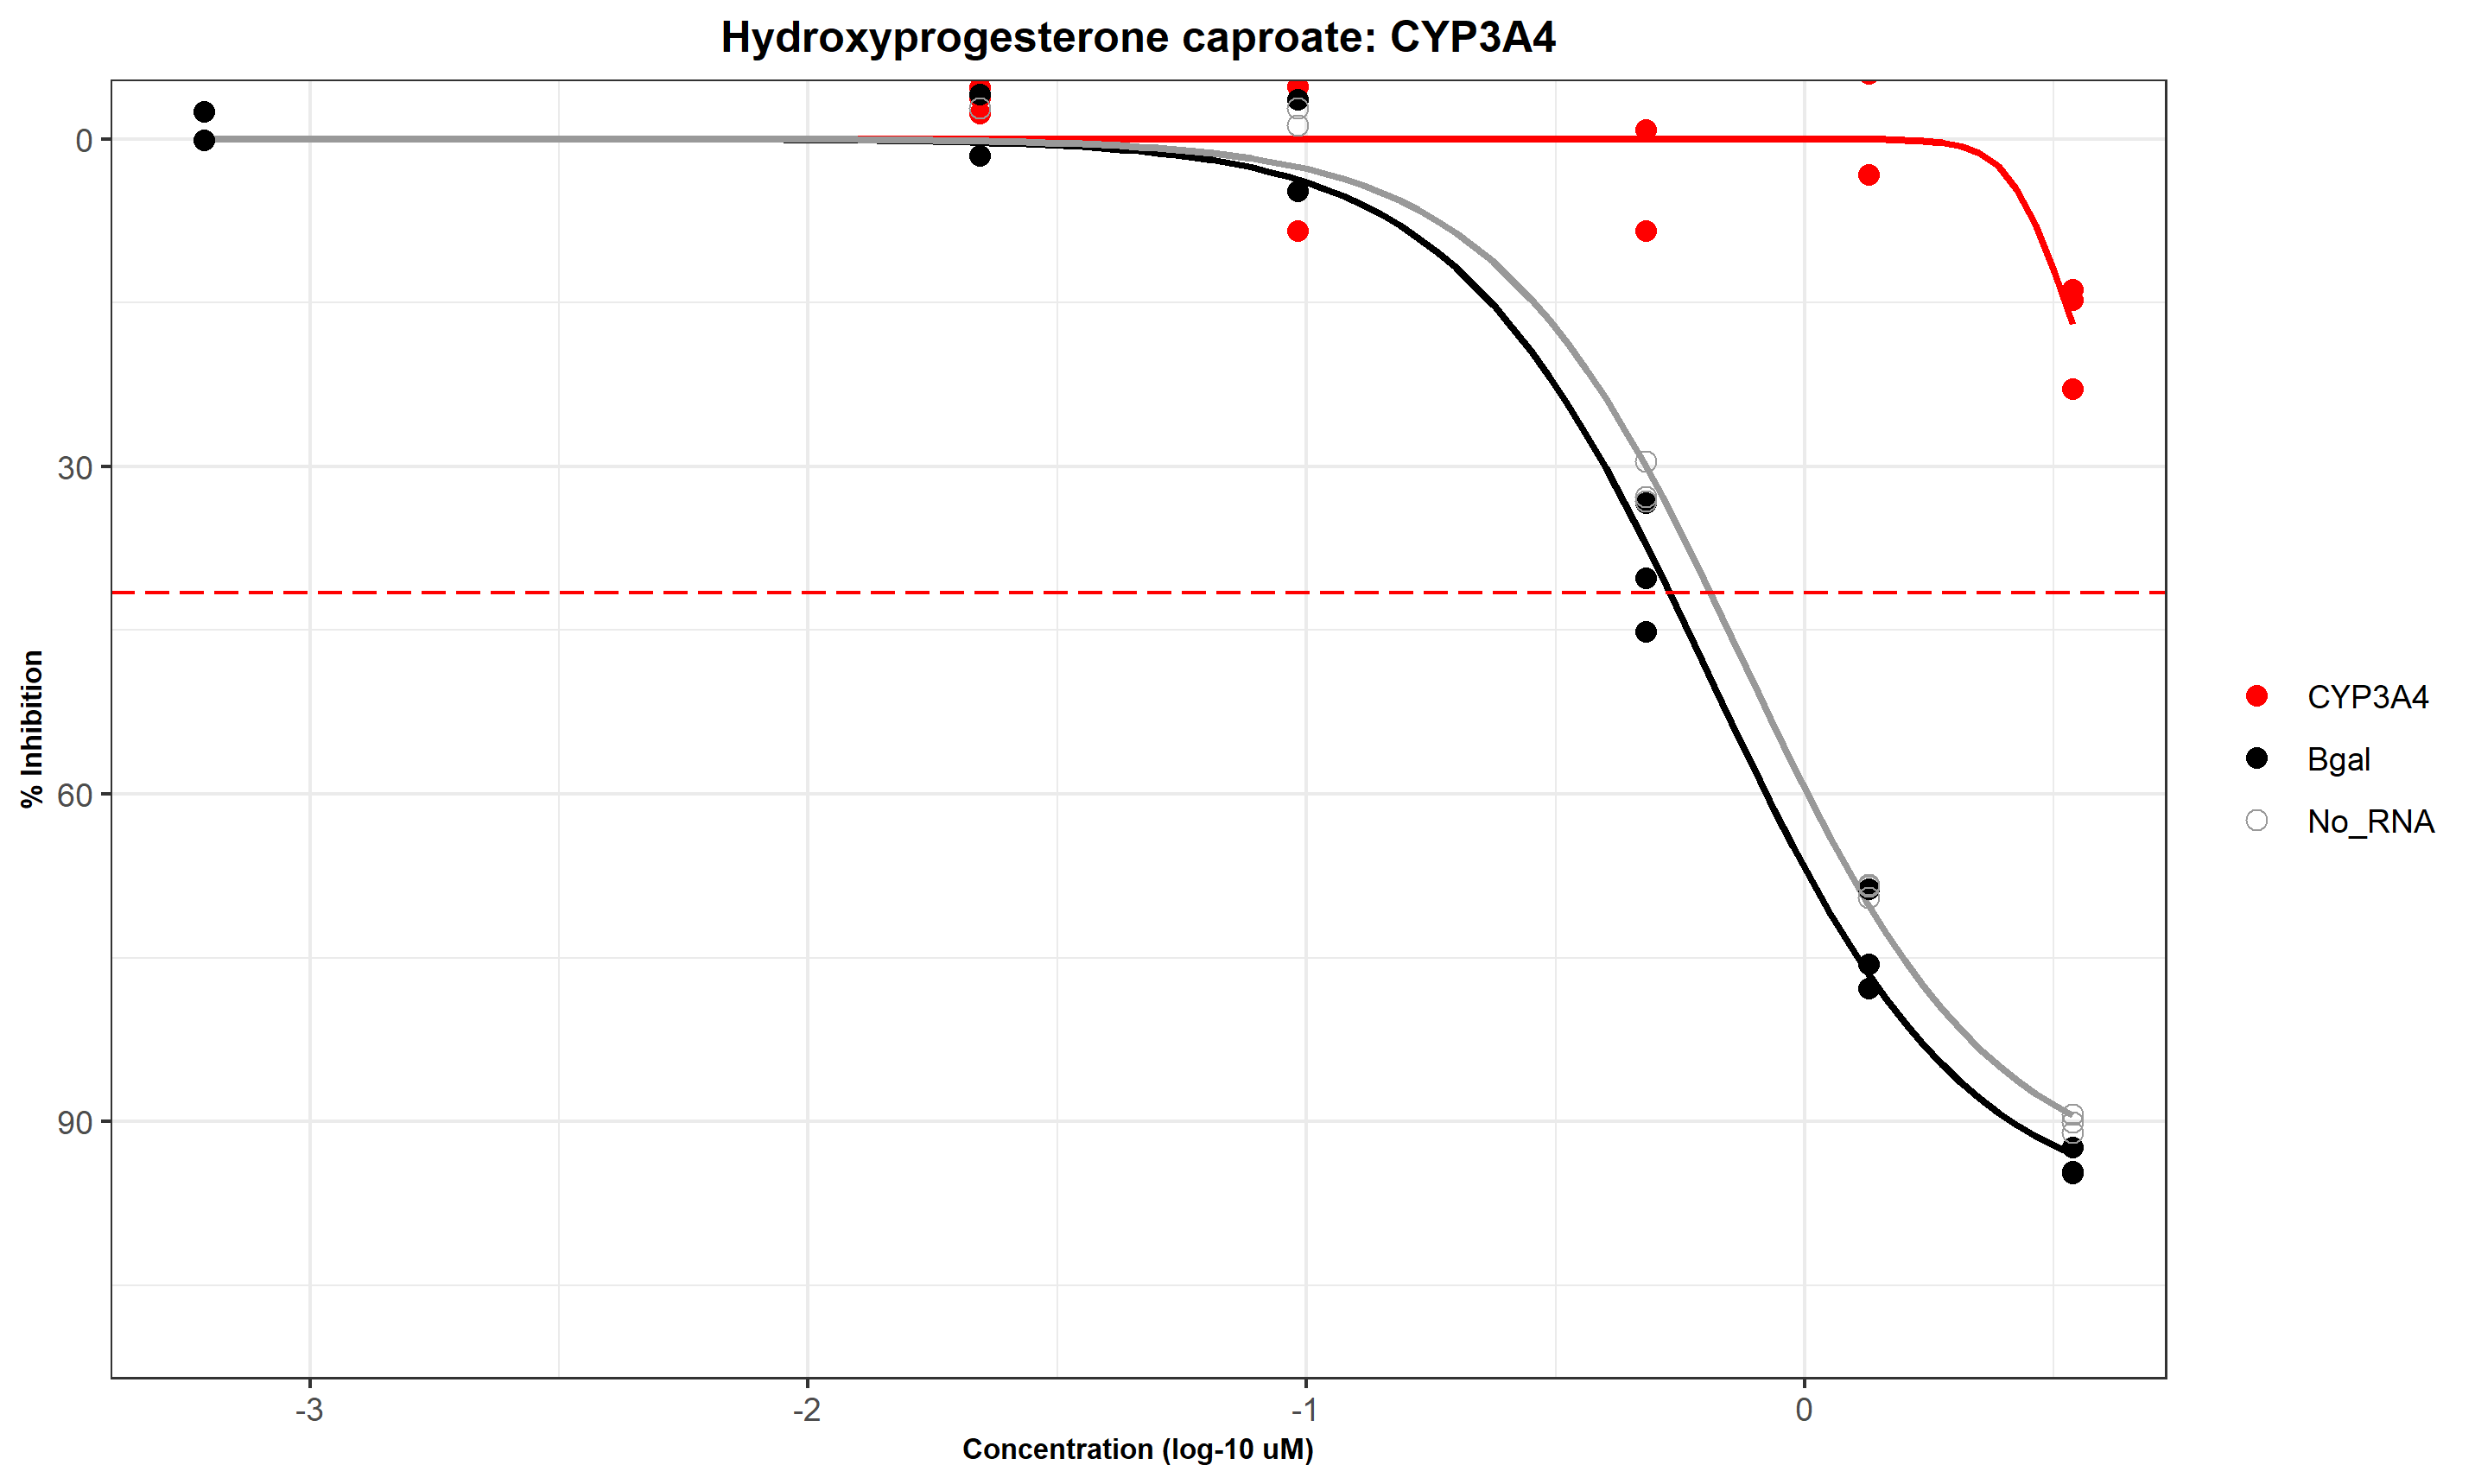 Hydroxyprogesterone caproate: CYP3A4
% Inhibition
0
30
60
90
-3
-2
-1
0
Concentration (log-10 uM)
CYP3A4
Bgal
No_RNA